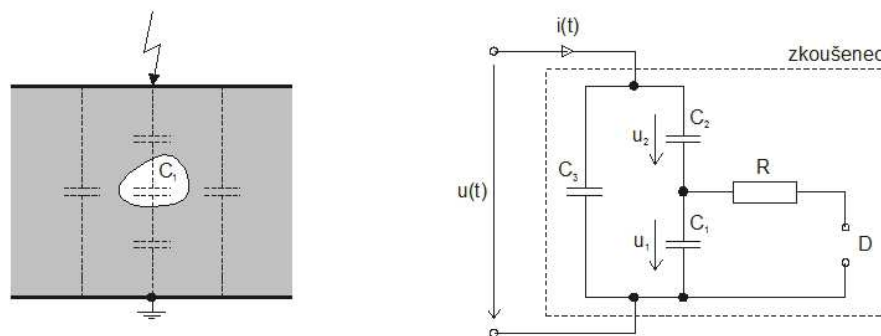 C₁
i(t)
zkoušenec
C₂
u₂
C₃
R
u(t)
C₁
u₁
D